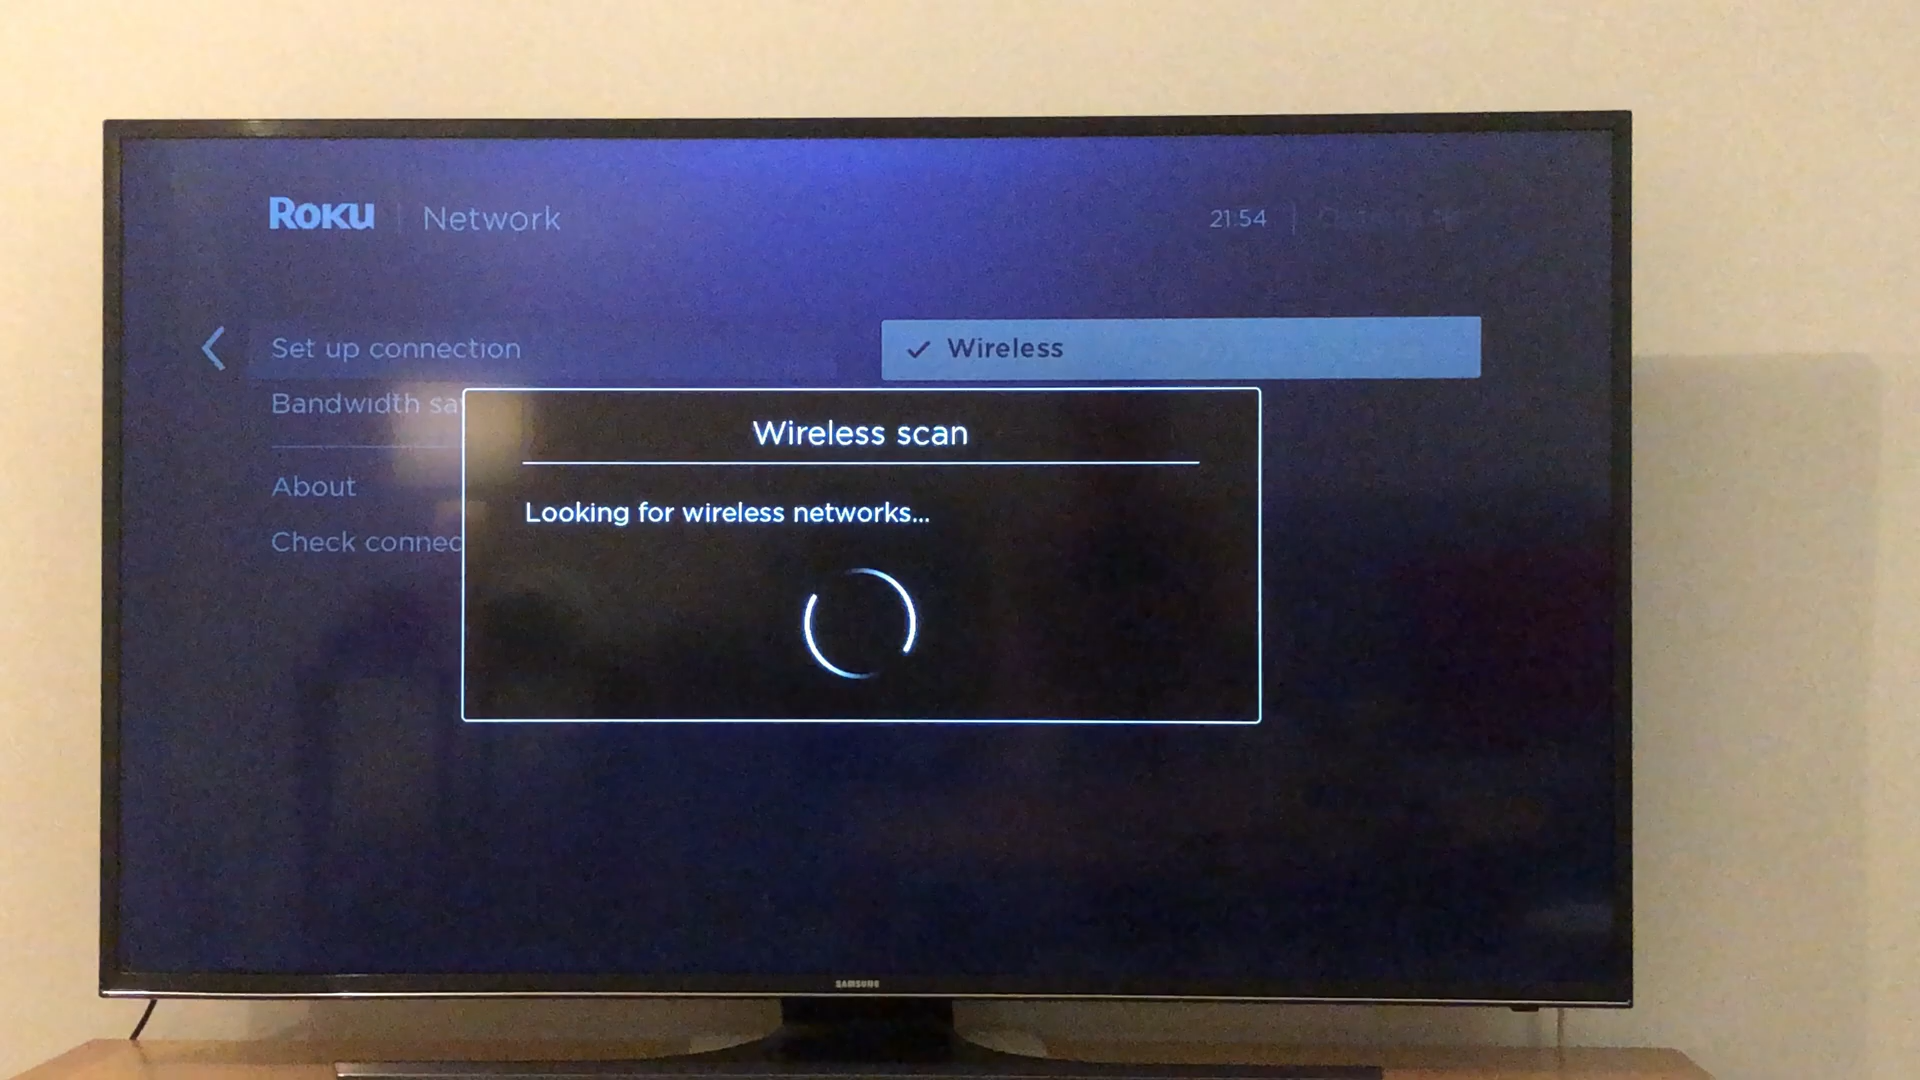 Roku | Network
21:54
Set up connection
✓ Wireless
Bandwidth sa
About
Check connec
Wireless scan
Looking for wireless networks...
SAMSUNG